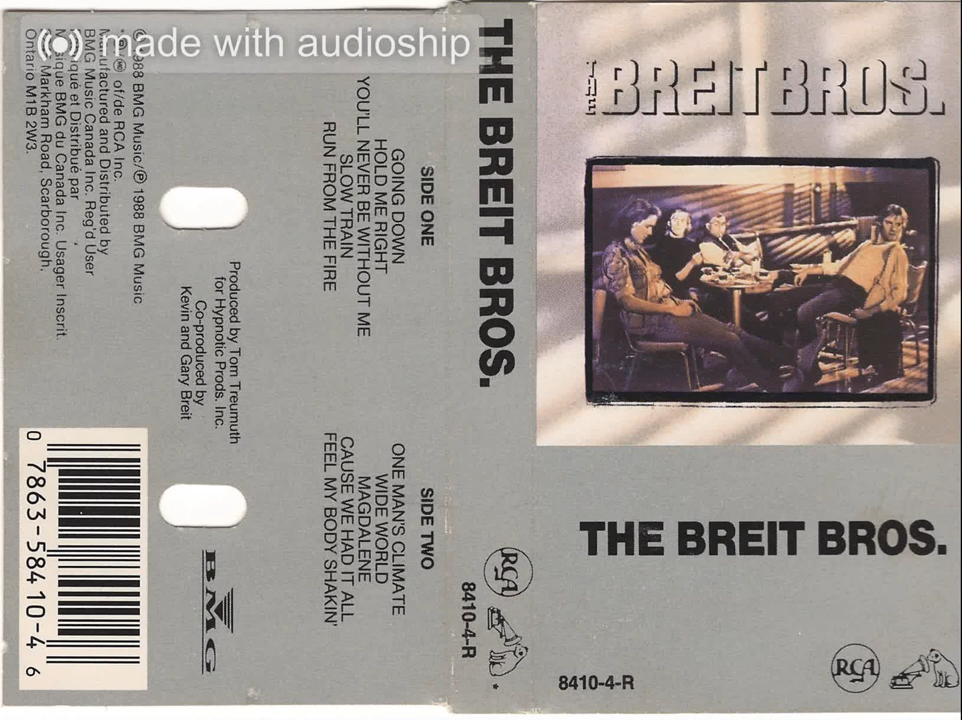 made with audioship
THE BREIT BROS.
THE BREIT BROS.
RCA
8410-4-R
THE BREIT BROS.
RCA
8410-4-R
SIDE ONE
GOING DOWN
HOLD ME RIGHT
YOU'LL NEVER BE WITHOUT ME
SLOW TRAIN
RUN FROM THE FIRE
SIDE TWO
ONE MAN'S CLIMATE
WIDE WORLD
MAGDALENE
CAUSE WE HAD IT ALL
FEEL MY BODY SHAKIN'
Produced by Tom Treumuth
for Hypnotic Prods. Inc.
Co-produced by
Kevin and Gary Breit
BMG
1988 BMG Music/℗ 1988 BMG Music
of/de RCA Inc.
Manufactured and Distributed by
BMG Music Canada Inc. Reg'd User
et Distribué par
Musique BMG du Canada Inc. Usager Inscrit.
Markham Road, Scarborough,
Ontario M1B 2W3.
0 7863-58410-4 6